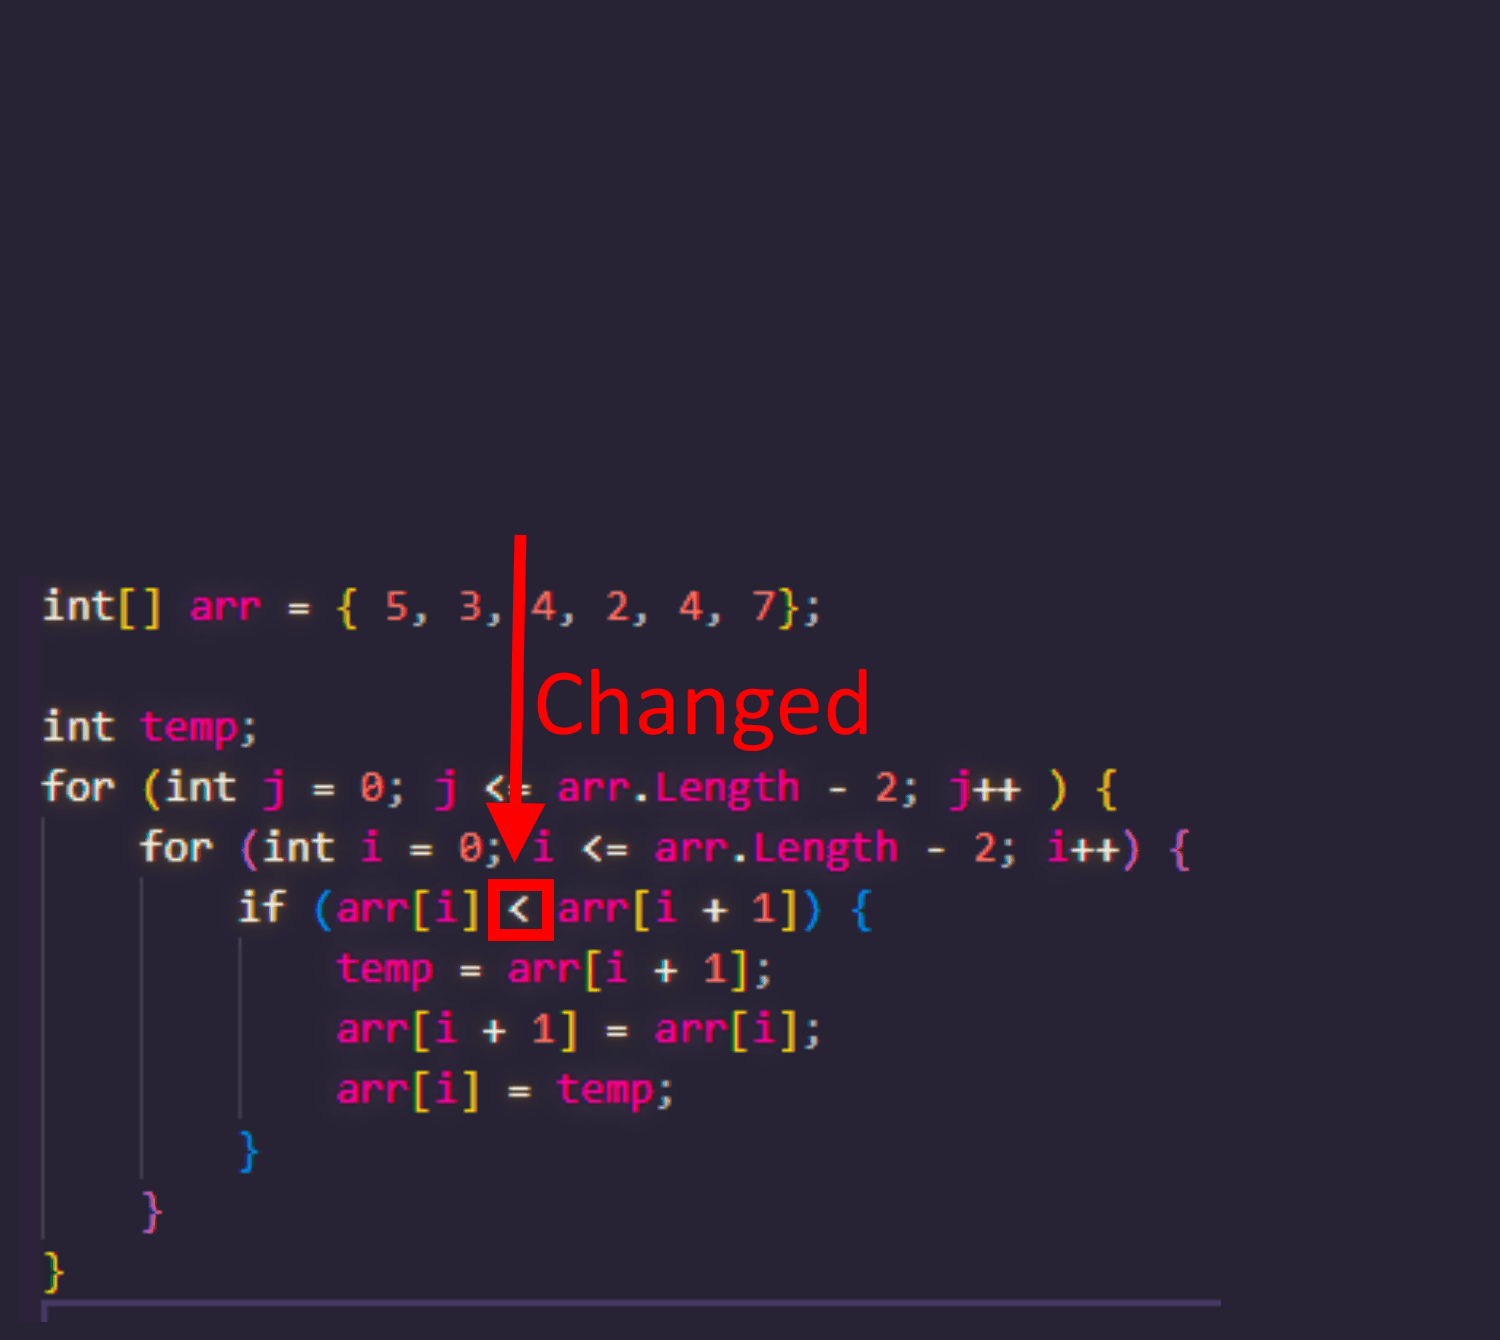 int[] arr = { 5, 3, 4, 2, 4, 7};
Changed
int temp;
for (int j = 0; j <= arr.Length - 2; j++ ) {
for (int i = 0; i <= arr.Length - 2; i++) {
if (arr[i] < arr[i + 1]) {
temp = arr[i + 1];
arr[i + 1] = arr[i];
arr[i] = temp;
}
}
}